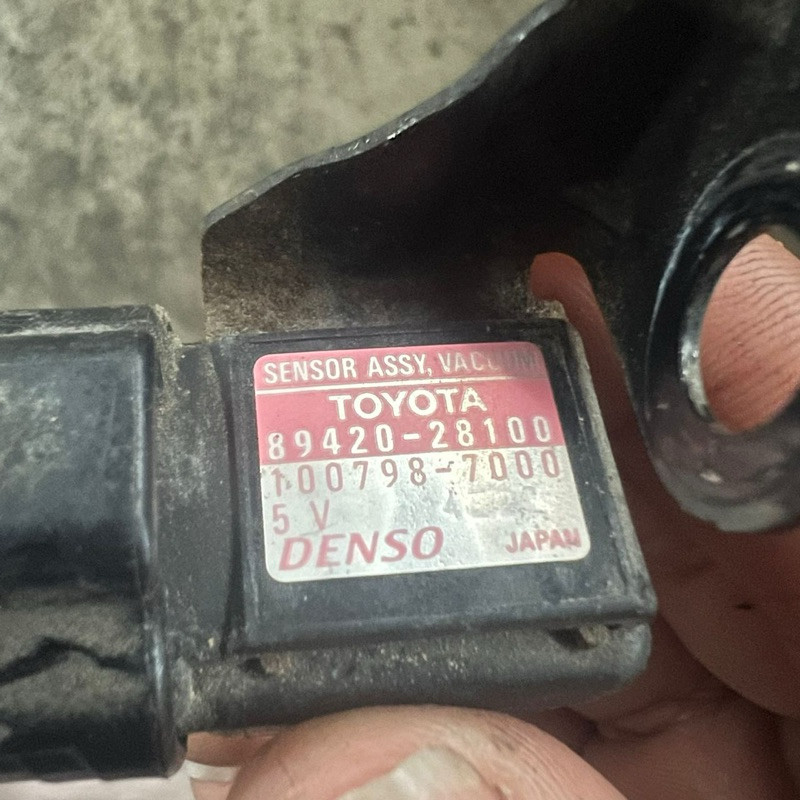 SENSOR ASSY, VACUUM
TOYOTA
89420-28100
100798-7000
5 V
DENSO JAPAN